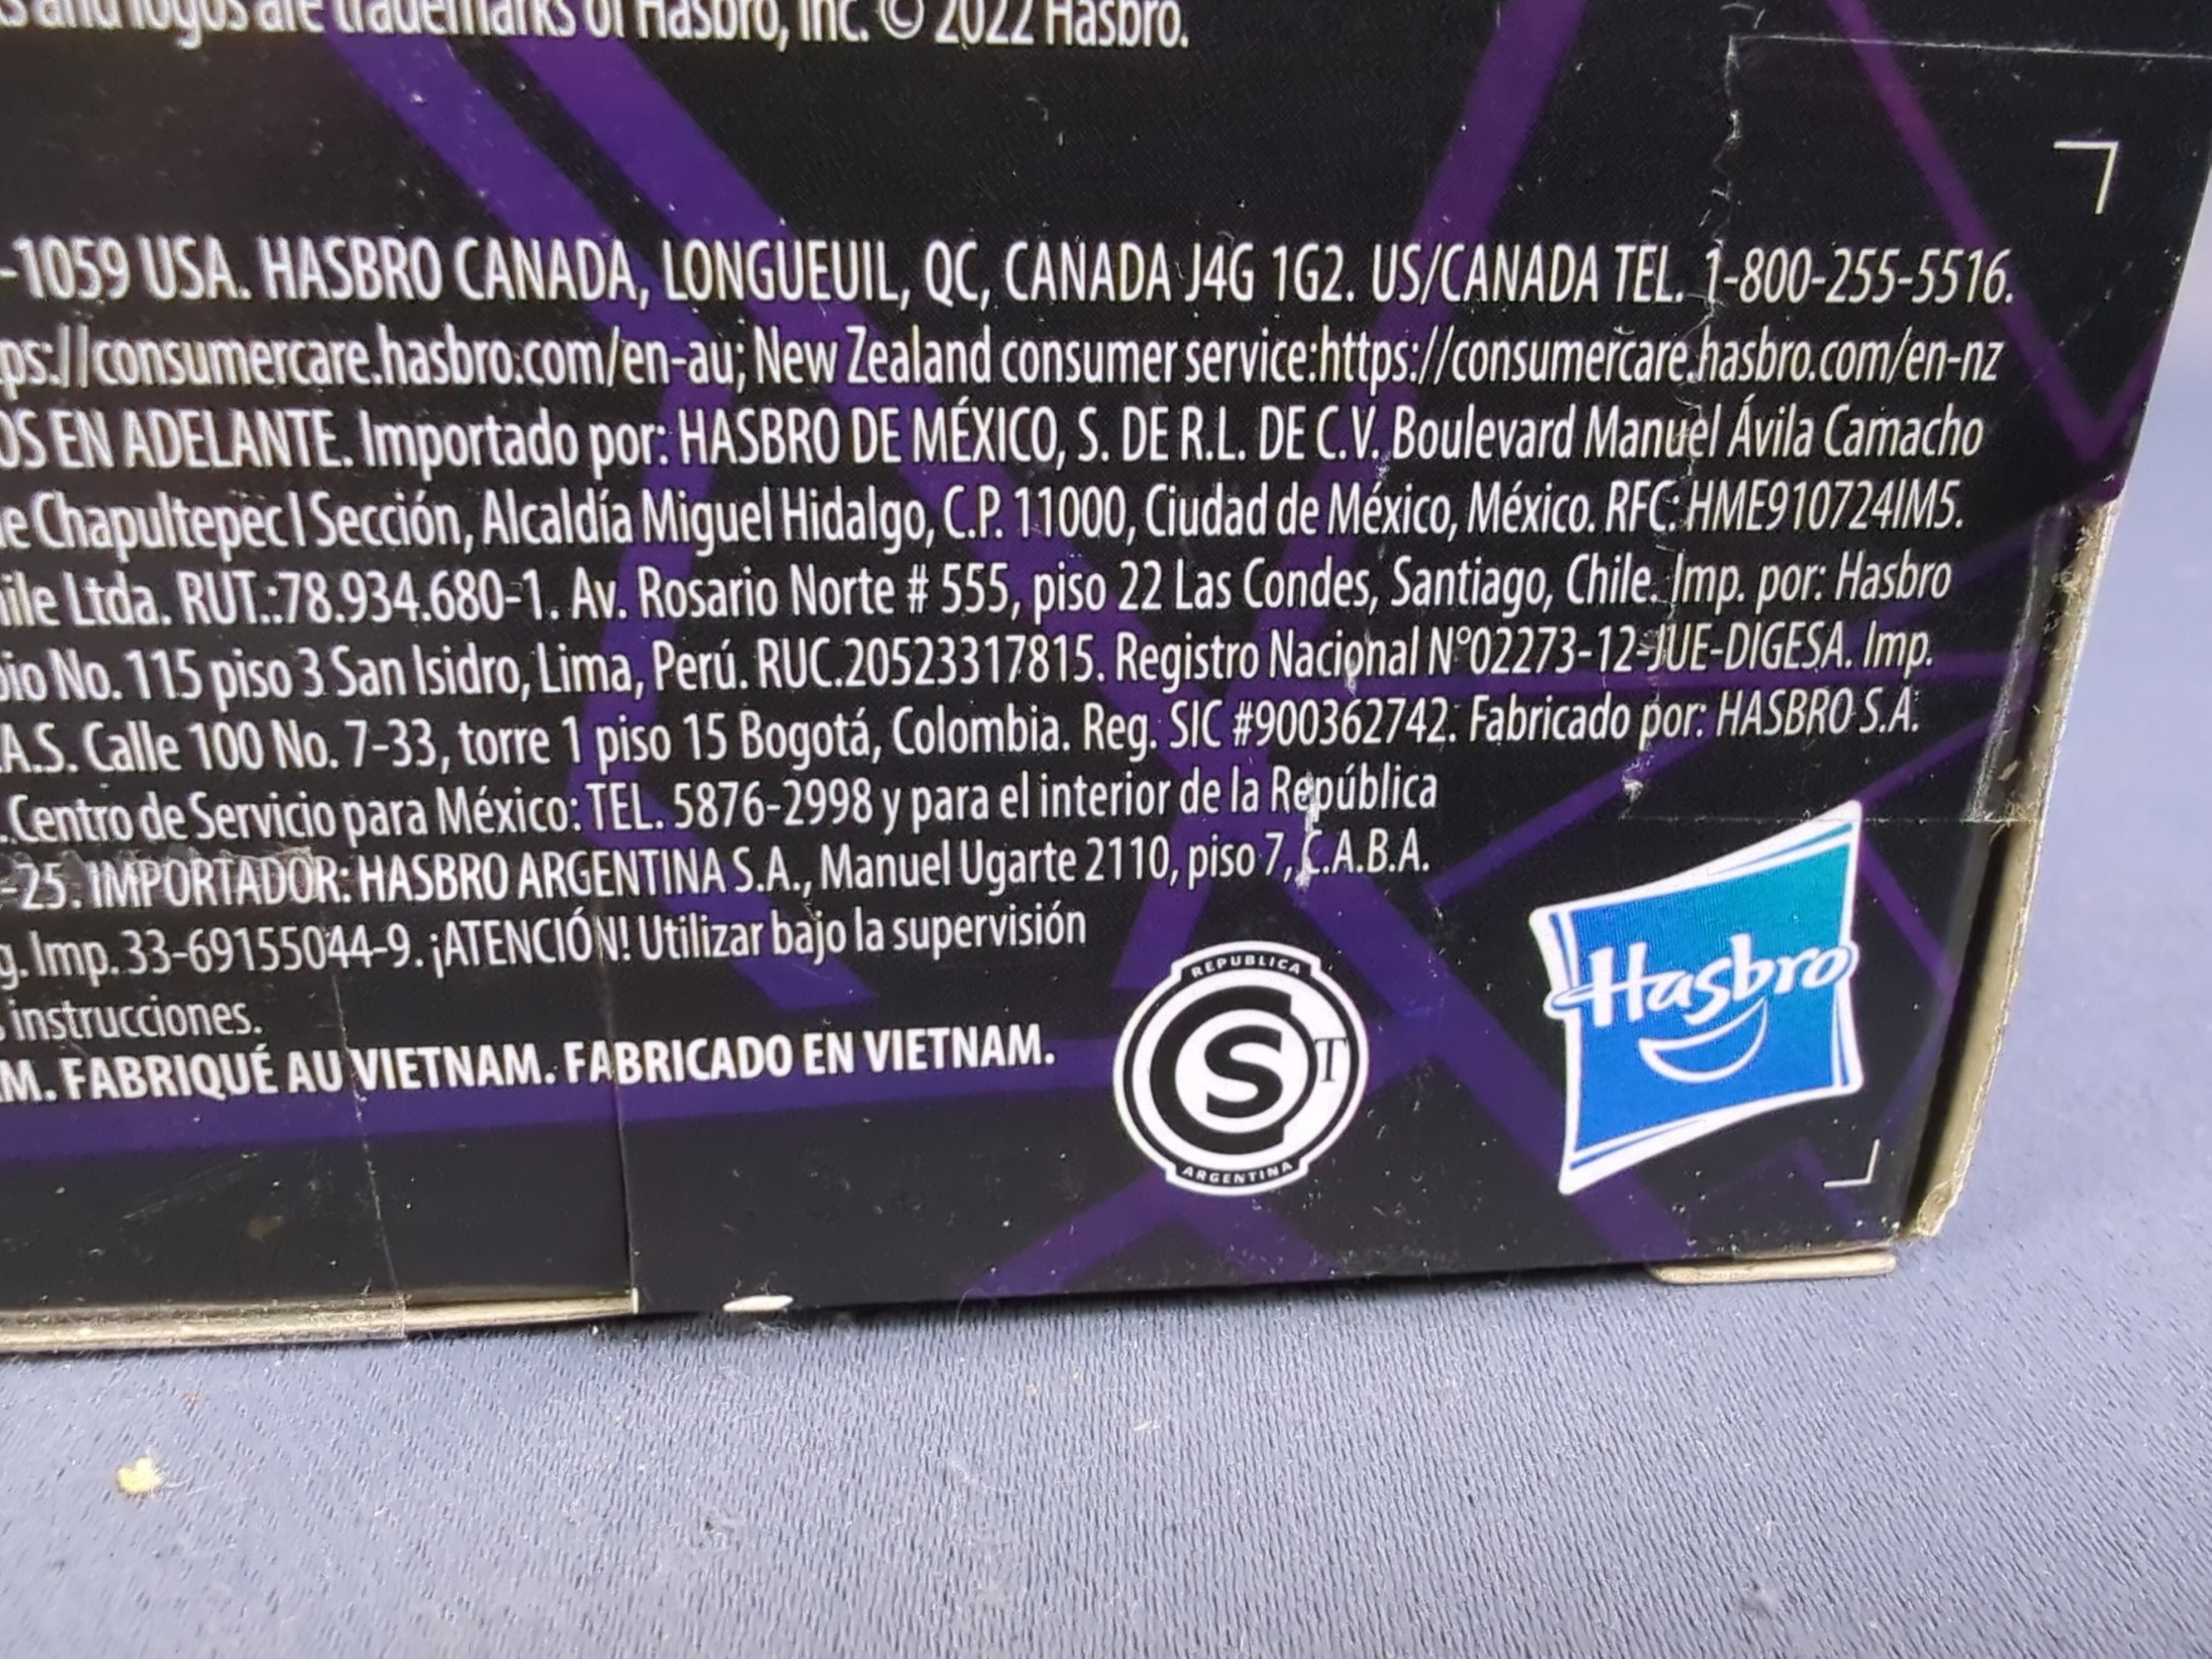 and logos are trademarks of Hasbro, Inc. © 2022 Hasbro.
-1059 USA. HASBRO CANADA, LONGUEUIL, QC, CANADA J4G 1G2. US/CANADA TEL. 1-800-255-5516.
ps://consumercare.hasbro.com/en-au; New Zealand consumer service:https://consumercare.hasbro.com/en-nz
OS EN ADELANTE. Importado por: HASBRO DE MÉXICO, S. DE R.L. DE C.V. Boulevard Manuel Ávila Camacho
e Chapultepec I Sección, Alcaldía Miguel Hidalgo, C.P. 11000, Ciudad de México, México. RFC: HME910724IM5.
ile Ltda. RUT.:78.934.680-1. Av. Rosario Norte # 555, piso 22 Las Condes, Santiago, Chile. Imp. por: Hasbro
io No. 115 piso 3 San Isidro, Lima, Perú. RUC.20523317815. Registro Nacional N°02273-12-JUE-DIGESA. Imp.
A.S. Calle 100 No. 7-33, torre 1 piso 15 Bogotá, Colombia. Reg. SIC #900362742. Fabricado por: HASBRO S.A.
.Centro de Servicio para México: TEL. 5876-2998 y para el interior de la República
-25. IMPORTADOR: HASBRO ARGENTINA S.A., Manuel Ugarte 2110, piso 7, C.A.B.A.
g. Imp. 33-69155044-9. ¡ATENCIÓN! Utilizar bajo la supervisión
instrucciones.
M. FABRIQUÉ AU VIETNAM. FABRICADO EN VIETNAM.
REPUBLICA
S
T
ARGENTINA
Hasbro